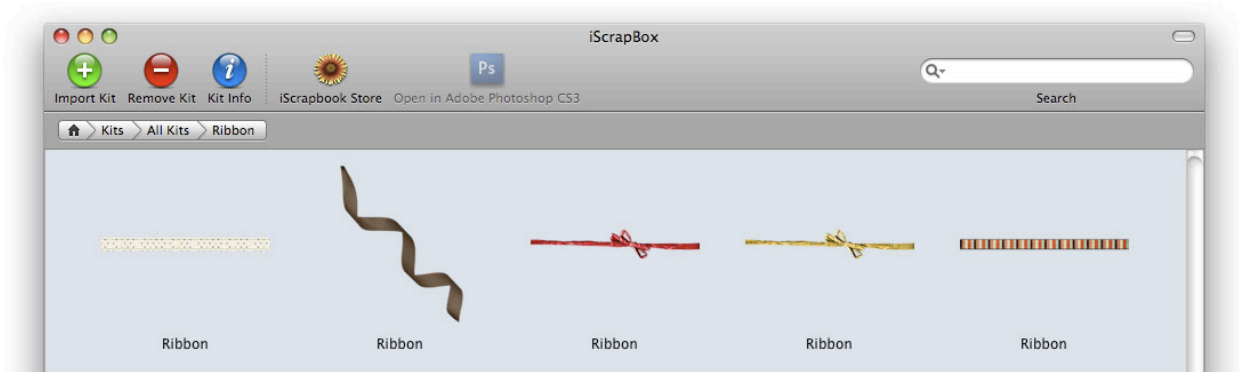 iScrapBox
Ps
Import Kit Remove Kit Kit Info iScrapbook Store Open in Adobe Photoshop CS3 Search
Kits All Kits Ribbon
Ribbon Ribbon Ribbon Ribbon Ribbon